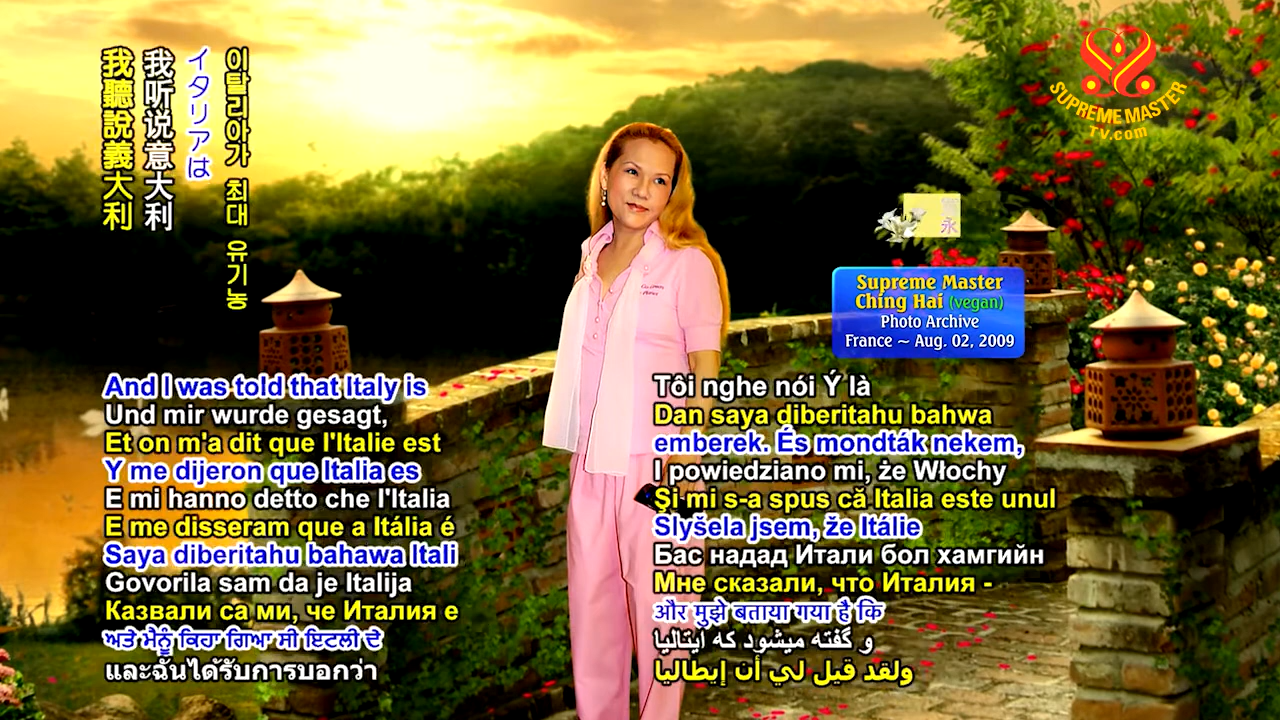 我聽說義大利
我听说意大利
イタリアは
이탈리아가 최대 유기농
SUPREME MASTER
TV.com
永
Supreme Master
Ching Hai (vegan)
Photo Archive
France ~ Aug. 02, 2009
And I was told that Italy is
Und mir wurde gesagt,
Et on m'a dit que l'Italie est
Y me dijeron que Italia es
E mi hanno detto che l'Italia
E me disseram que a Itália é
Saya diberitahu bahawa Itali
Govorila sam da je Italija
Казвали са ми, че Италия е
ਅਤੇ ਮੈਨੂੰ ਕਿਹਾ ਗਿਆ ਸੀ ਇਟਲੀ ਦੇ
และฉันได้รับการบอกว่า
Tôi nghe nói Ý là
Dan saya diberitahu bahwa
emberek. És mondták nekem,
I powiedziano mi, że Włochy
Şi mi s-a spus că Italia este unul
Slyšela jsem, že Itálie
Бас надад Итали бол хамгийн
Мне сказали, что Италия -
और मुझे बताया गया है कि
و گفته میشود که ایتالیا
ولقد قيل لي أن إيطاليا